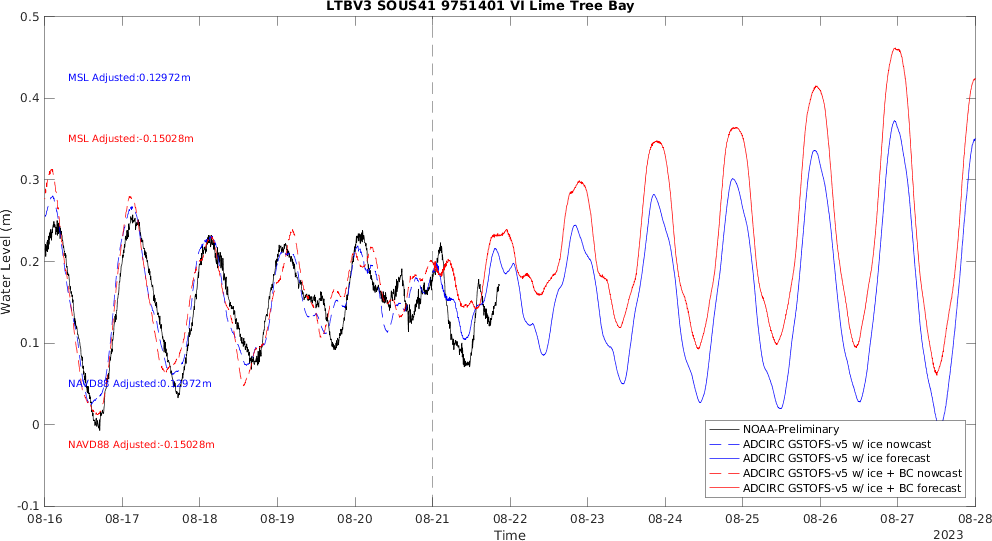 LTBV3 SOUS41 9751401 VI Lime Tree Bay
0.5
0.4
0.3
0.2
0.1
0
-0.1
Water Level (m)
MSL Adjusted:0.12972m
MSL Adjusted:-0.15028m
NAVD88 Adjusted:0.12972m
NAVD88 Adjusted:-0.15028m
NOAA-Preliminary
ADCIRC GSTOFS-v5 w/ ice nowcast
ADCIRC GSTOFS-v5 w/ ice forecast
ADCIRC GSTOFS-v5 w/ ice + BC nowcast
ADCIRC GSTOFS-v5 w/ ice + BC forecast
08-16 08-17 08-18 08-19 08-20 08-21 08-22 08-23 08-24 08-25 08-26 08-27 08-28
Time
2023